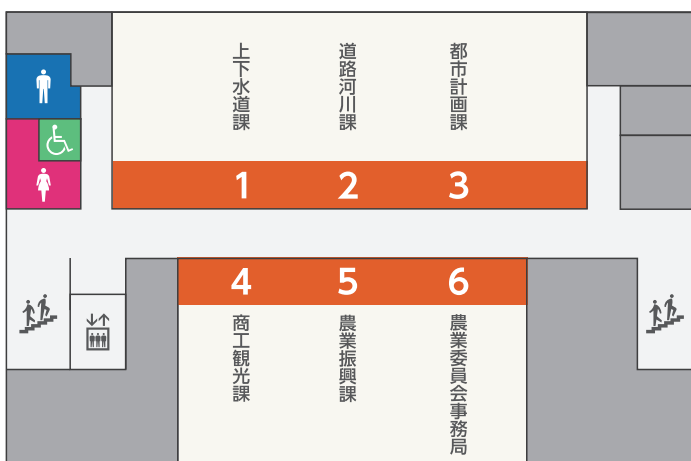 上下水道課
道路河川課
都市計画課
1
2
3
4
5
6
商工観光課
農業振興課
農業委員会事務局